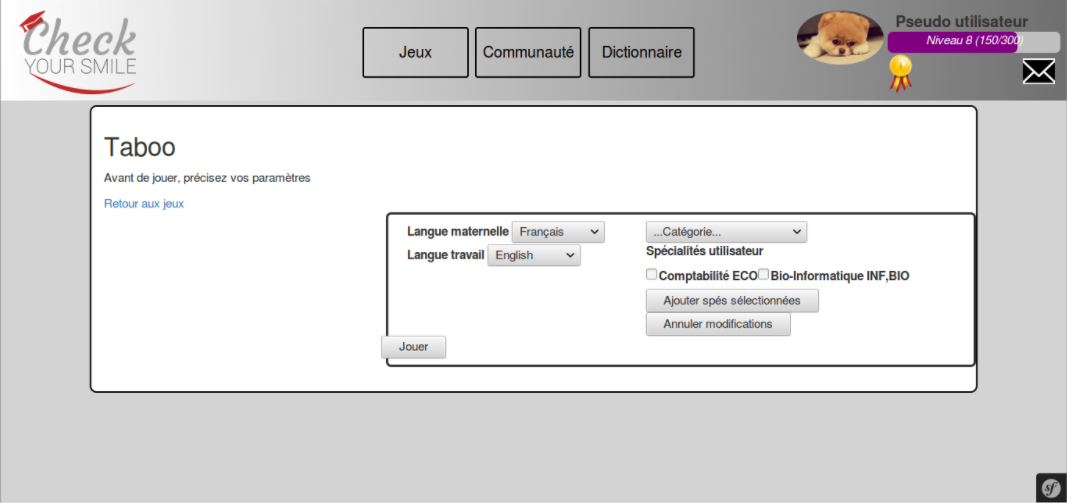 Check
YOUR SMILE
Jeux
Communauté
Dictionnaire
Pseudo utilisateur
Niveau 8 (150/300)
Taboo
Avant de jouer, précisez vos paramètres
Retour aux jeux
Langue maternelle Français
Langue travail English
...Catégorie...
Spécialités utilisateur
Comptabilité ECO Bio-Informatique INF,BIO
Ajouter spés sélectionnées
Annuler modifications
Jouer
sf